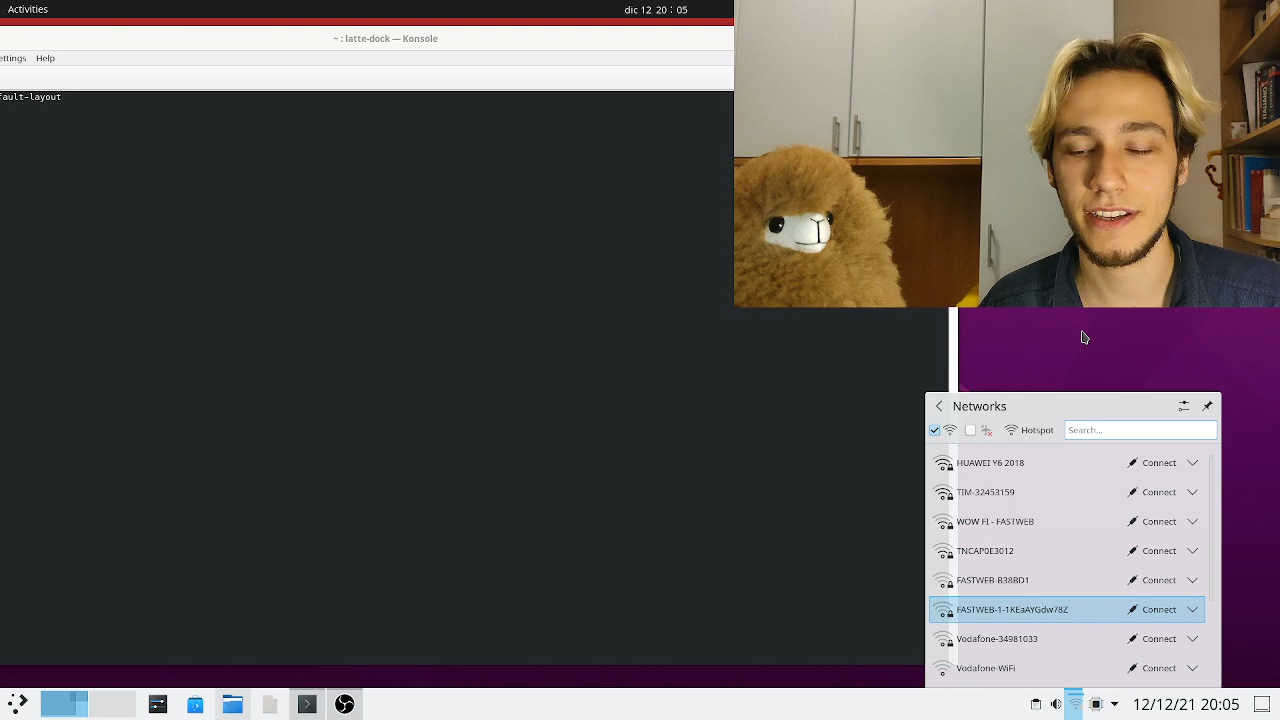 Activities
dic 12 20:05
~ : latte-dock — Konsole
ettings Help
fault-layout
Networks
Hotspot
Search...
HUAWEI Y6 2018 Connect
TIM-32453159 Connect
WOW FI - FASTWEB Connect
TNCAP0E3012 Connect
FASTWEB-B38BD1 Connect
FASTWEB-1-1KEaAYGdw78Z Connect
Vodafone-34981033 Connect
Vodafone-WiFi Connect
12/12/21 20:05